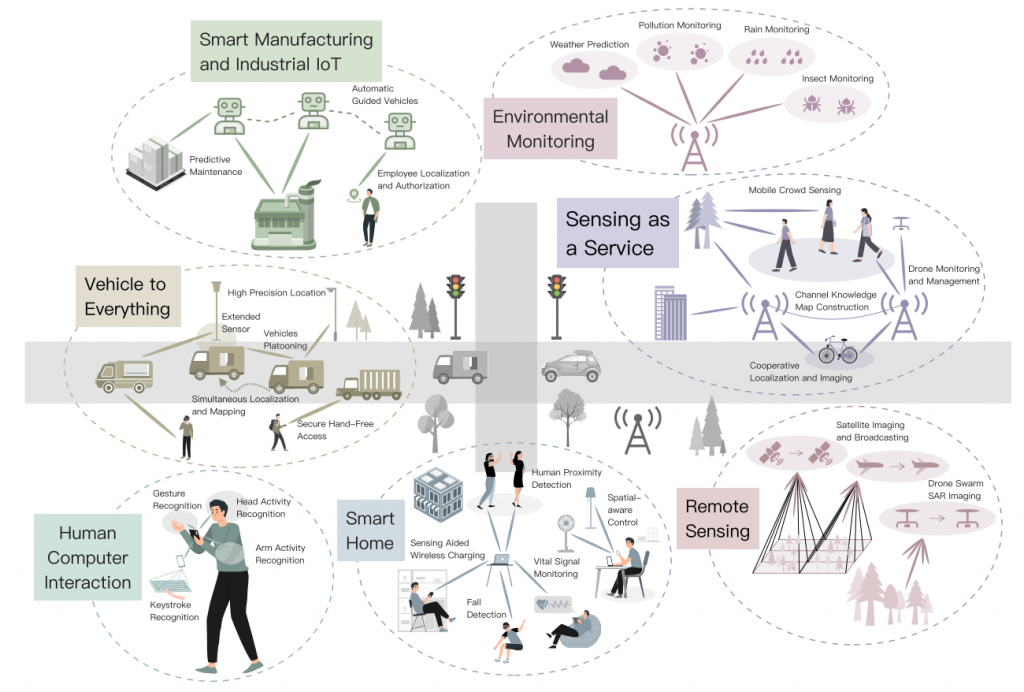 Smart Manufacturing
and Industrial IoT
Automatic
Guided Vehicles
Predictive
Maintenance
Employee Localization
and Authorization
Environmental
Monitoring
Weather Prediction
Pollution Monitoring
Rain Monitoring
Insect Monitoring
Sensing as
a Service
Mobile Crowd Sensing
Drone Monitoring
and Management
Channel Knowledge
Map Construction
Cooperative
Localization and Imaging
Vehicle to
Everything
High Precision Location
Extended
Sensor
Vehicles
Platooning
Simultaneous Localization
and Mapping
Secure Hand-Free
Access
Human
Computer
Interaction
Gesture
Recognition
Head Activity
Recognition
Arm Activity
Recognition
Keystroke
Recognition
Smart
Home
Human Proximity
Detection
Spatial-
aware
Control
Sensing Aided
Wireless Charging
Vital Signal
Monitoring
Fall
Detection
Remote
Sensing
Satellite Imaging
and Broadcasting
Drone Swarm
SAR Imaging